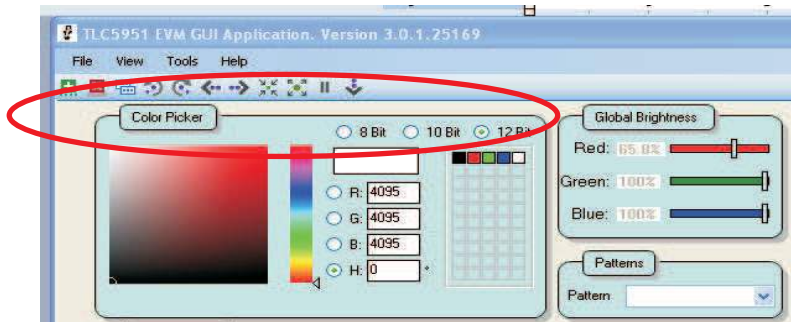 TLC5951 EVM GUI Application. Version 3.0.1.25169
File View Tools Help
Color Picker
8 Bit 10 Bit 12 Bit
R: 4095
G: 4095
B: 4095
H: 0 °
Global Brightness
Red: 65.8%
Green: 100%
Blue: 100%
Patterns
Pattern